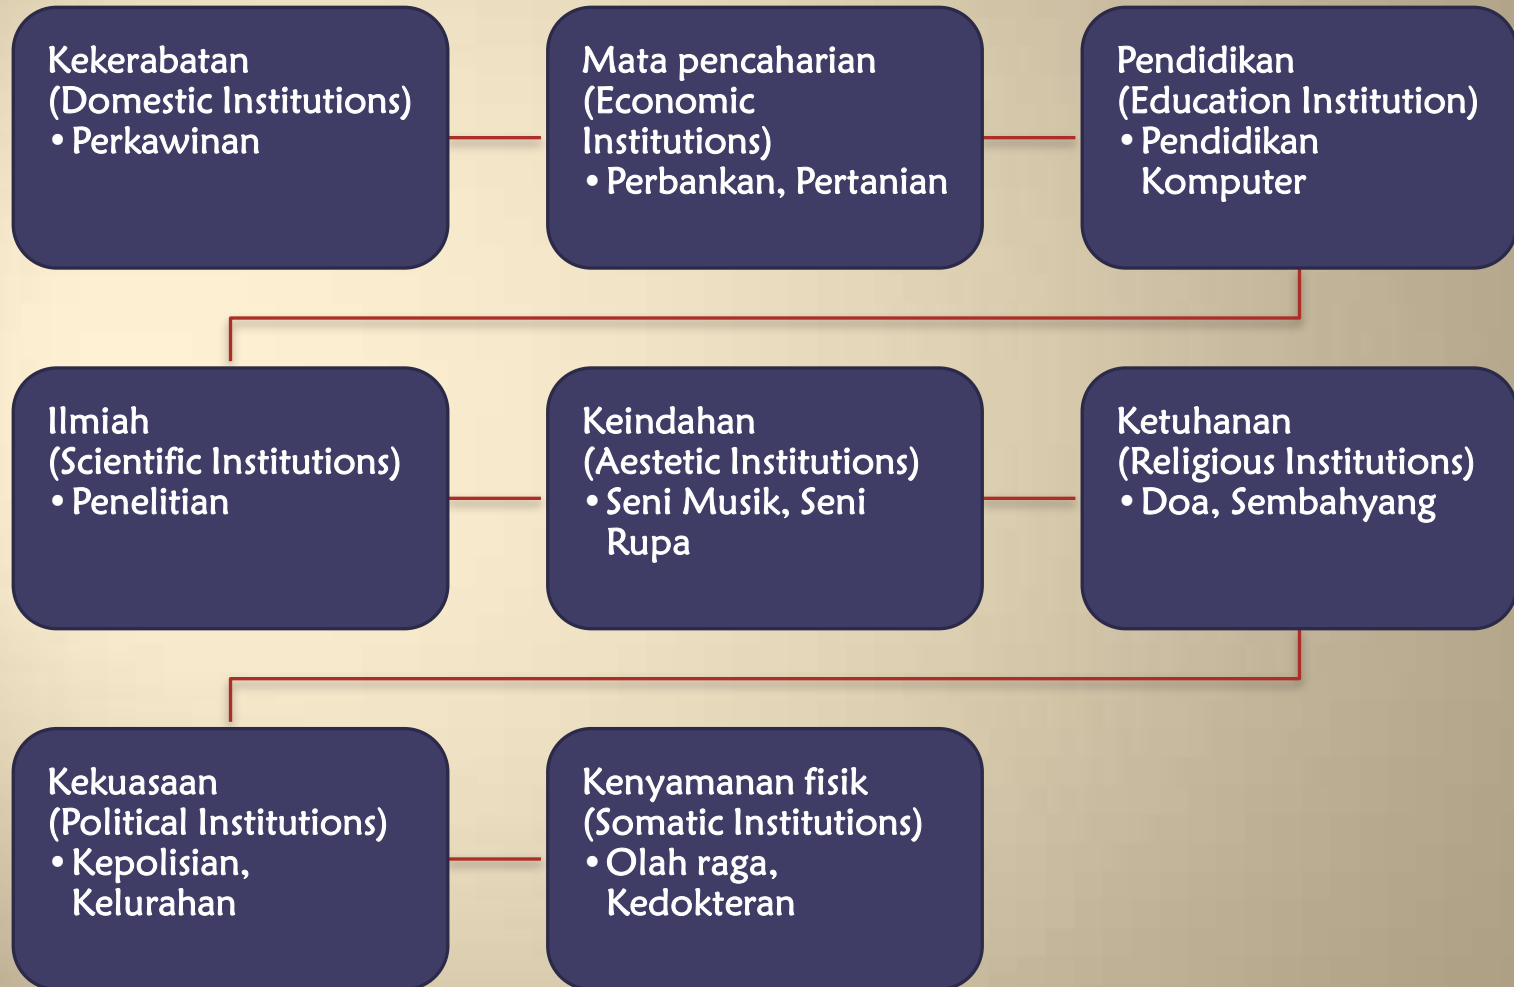 Kekerabatan
(Domestic Institutions)
• Perkawinan
Mata pencaharian
(Economic
Institutions)
• Perbankan, Pertanian
Pendidikan
(Education Institution)
• Pendidikan
Komputer
Ilmiah
(Scientific Institutions)
• Penelitian
Keindahan
(Aestetic Institutions)
• Seni Musik, Seni
Rupa
Ketuhanan
(Religious Institutions)
• Doa, Sembahyang
Kekuasaan
(Political Institutions)
• Kepolisian,
Kelurahan
Kenyamanan fisik
(Somatic Institutions)
• Olah raga,
Kedokteran